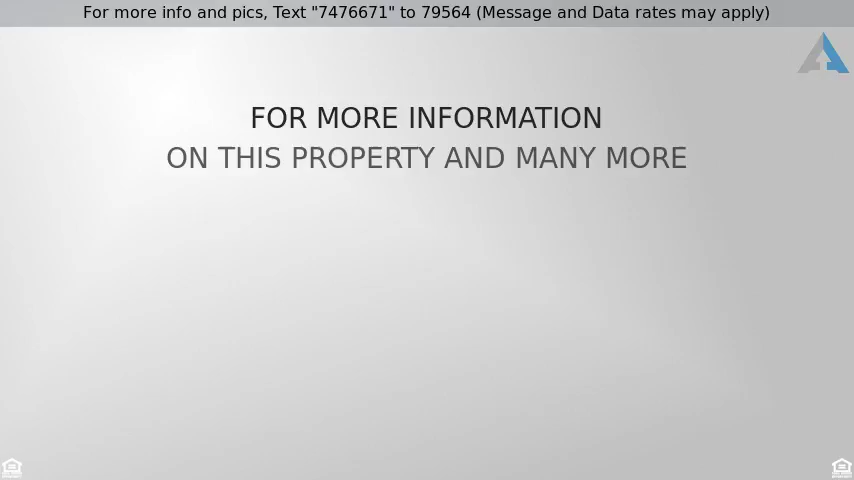 For more info and pics, Text "7476671" to 79564 (Message and Data rates may apply)
FOR MORE INFORMATION
ON THIS PROPERTY AND MANY MORE